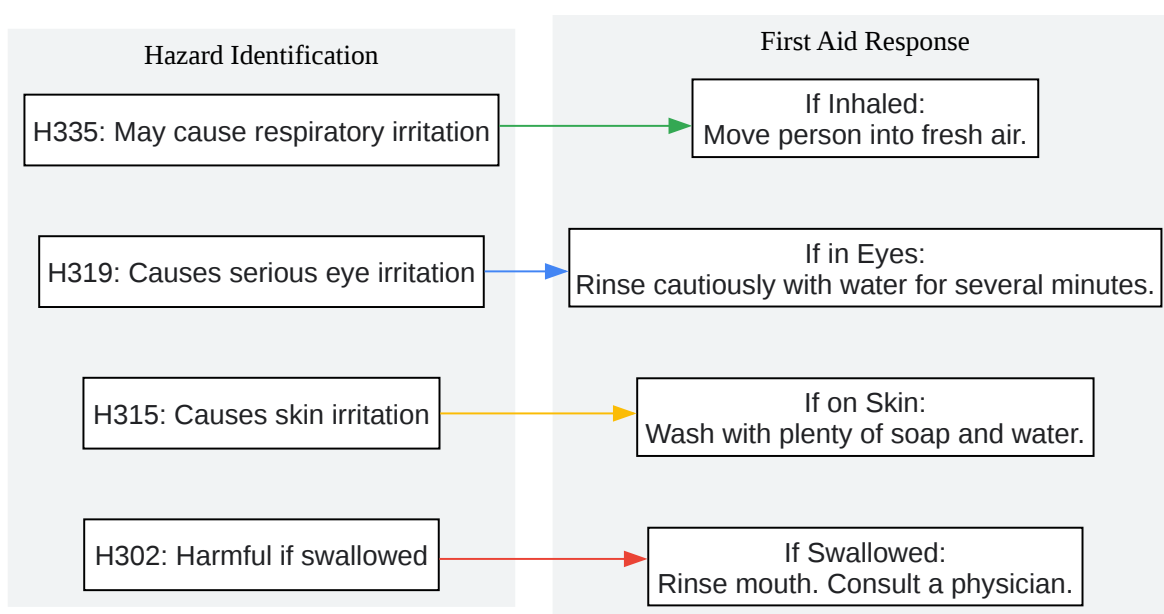 Hazard Identification
H335: May cause respiratory irritation
H319: Causes serious eye irritation
H315: Causes skin irritation
H302: Harmful if swallowed
First Aid Response
If Inhaled:
Move person into fresh air.
If in Eyes:
Rinse cautiously with water for several minutes.
If on Skin:
Wash with plenty of soap and water.
If Swallowed:
Rinse mouth. Consult a physician.